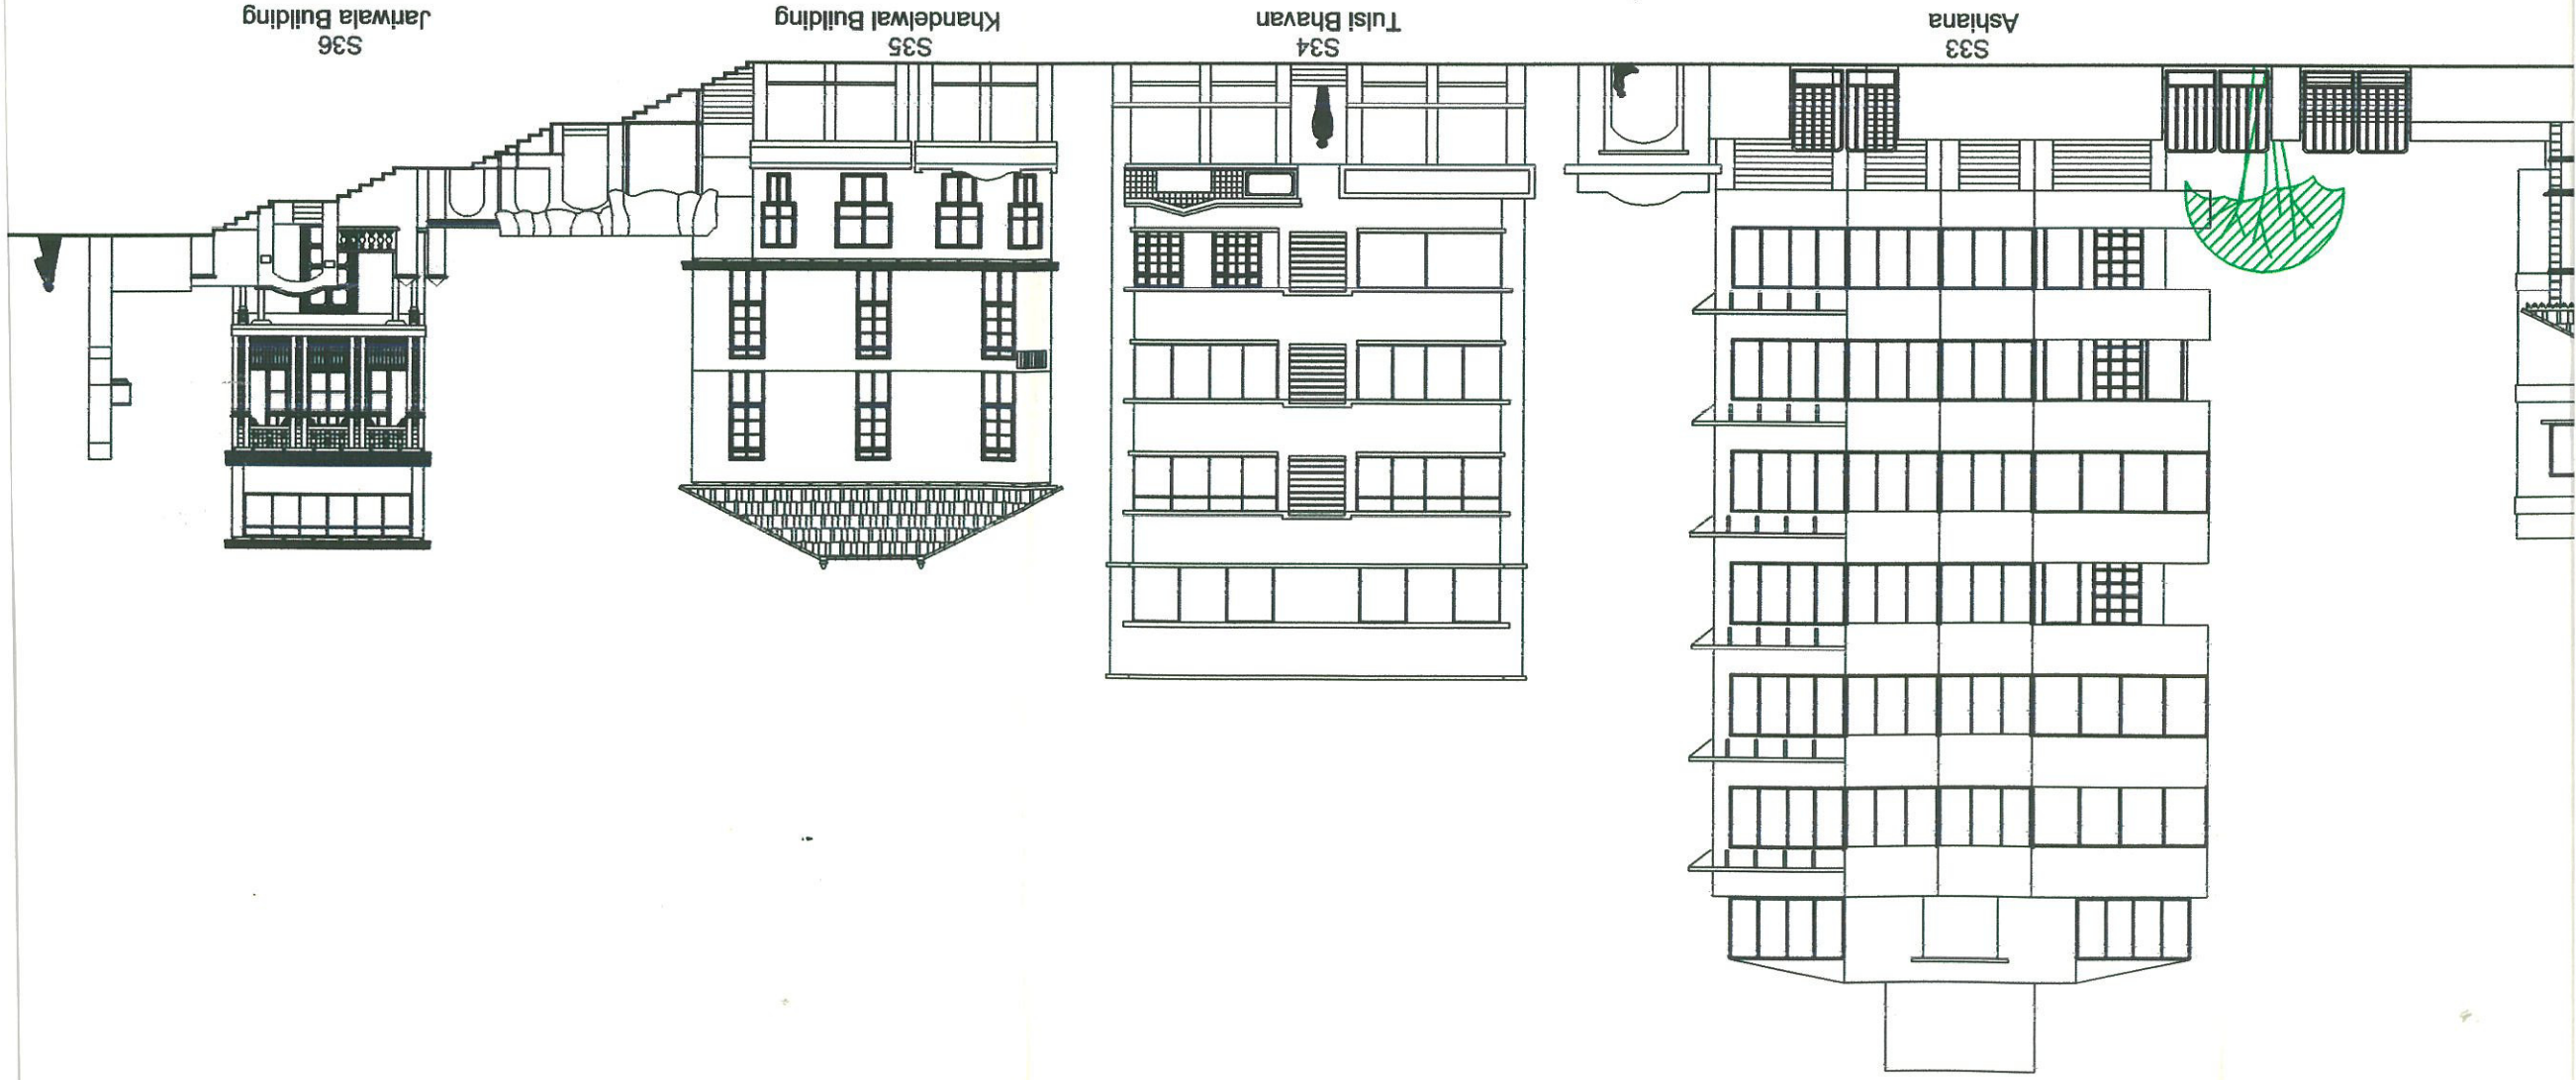 S33
Ashiana
S34
Tulsi Bhavan
S35
Khandelwal Building
S36
Jariwala Building